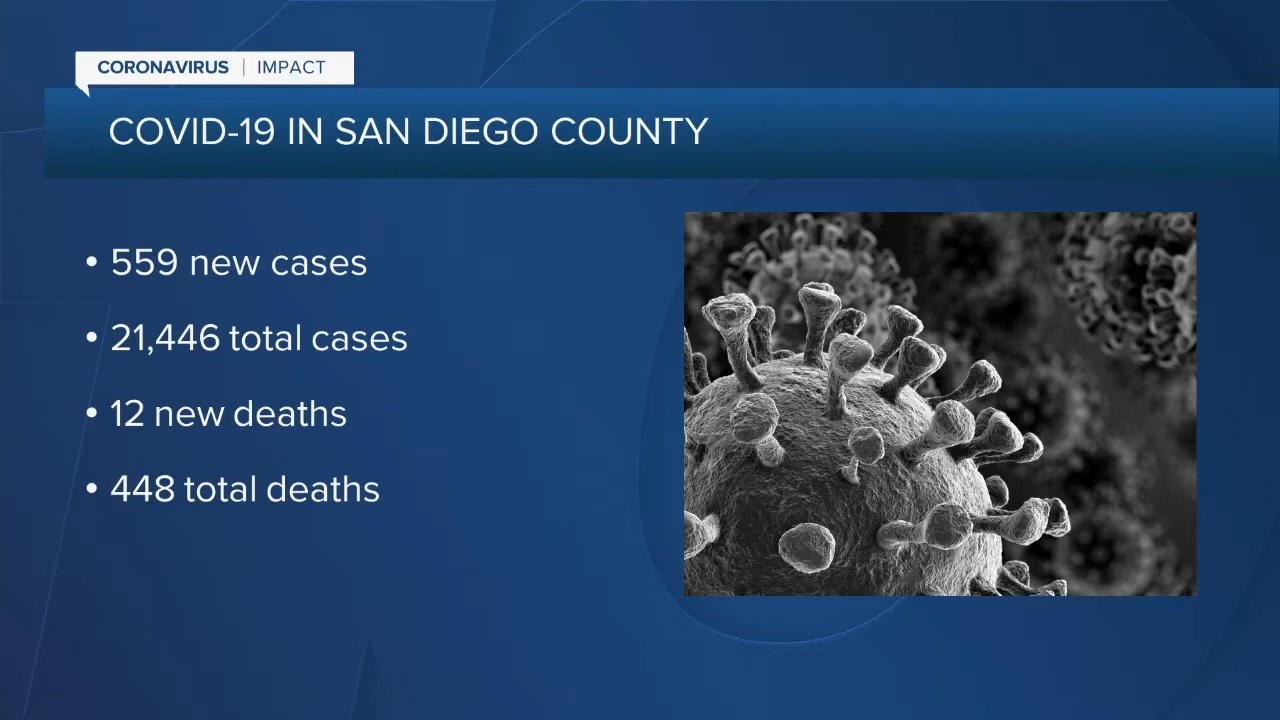 CORONAVIRUS | IMPACT
COVID-19 IN SAN DIEGO COUNTY
• 559 new cases
• 21,446 total cases
• 12 new deaths
• 448 total deaths